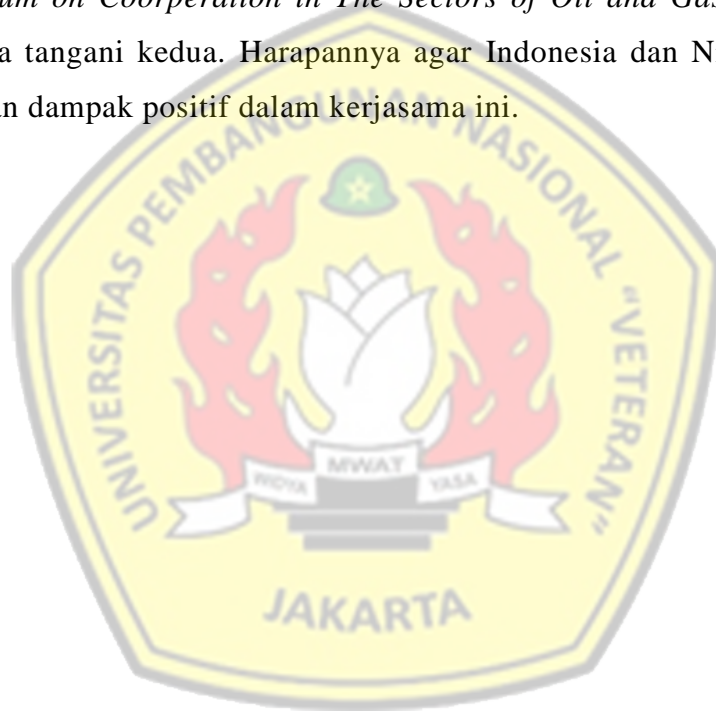 um on Coorperation in The Sectors of Oil and Gas
a tangani kedua. Harapannya agar Indonesia dan N
n dampak positif dalam kerjasama ini.
UNIVERSITAS PEMBANGUNAN NASIONAL "VETERAN"
WIDYA MWAT YASA
JAKARTA